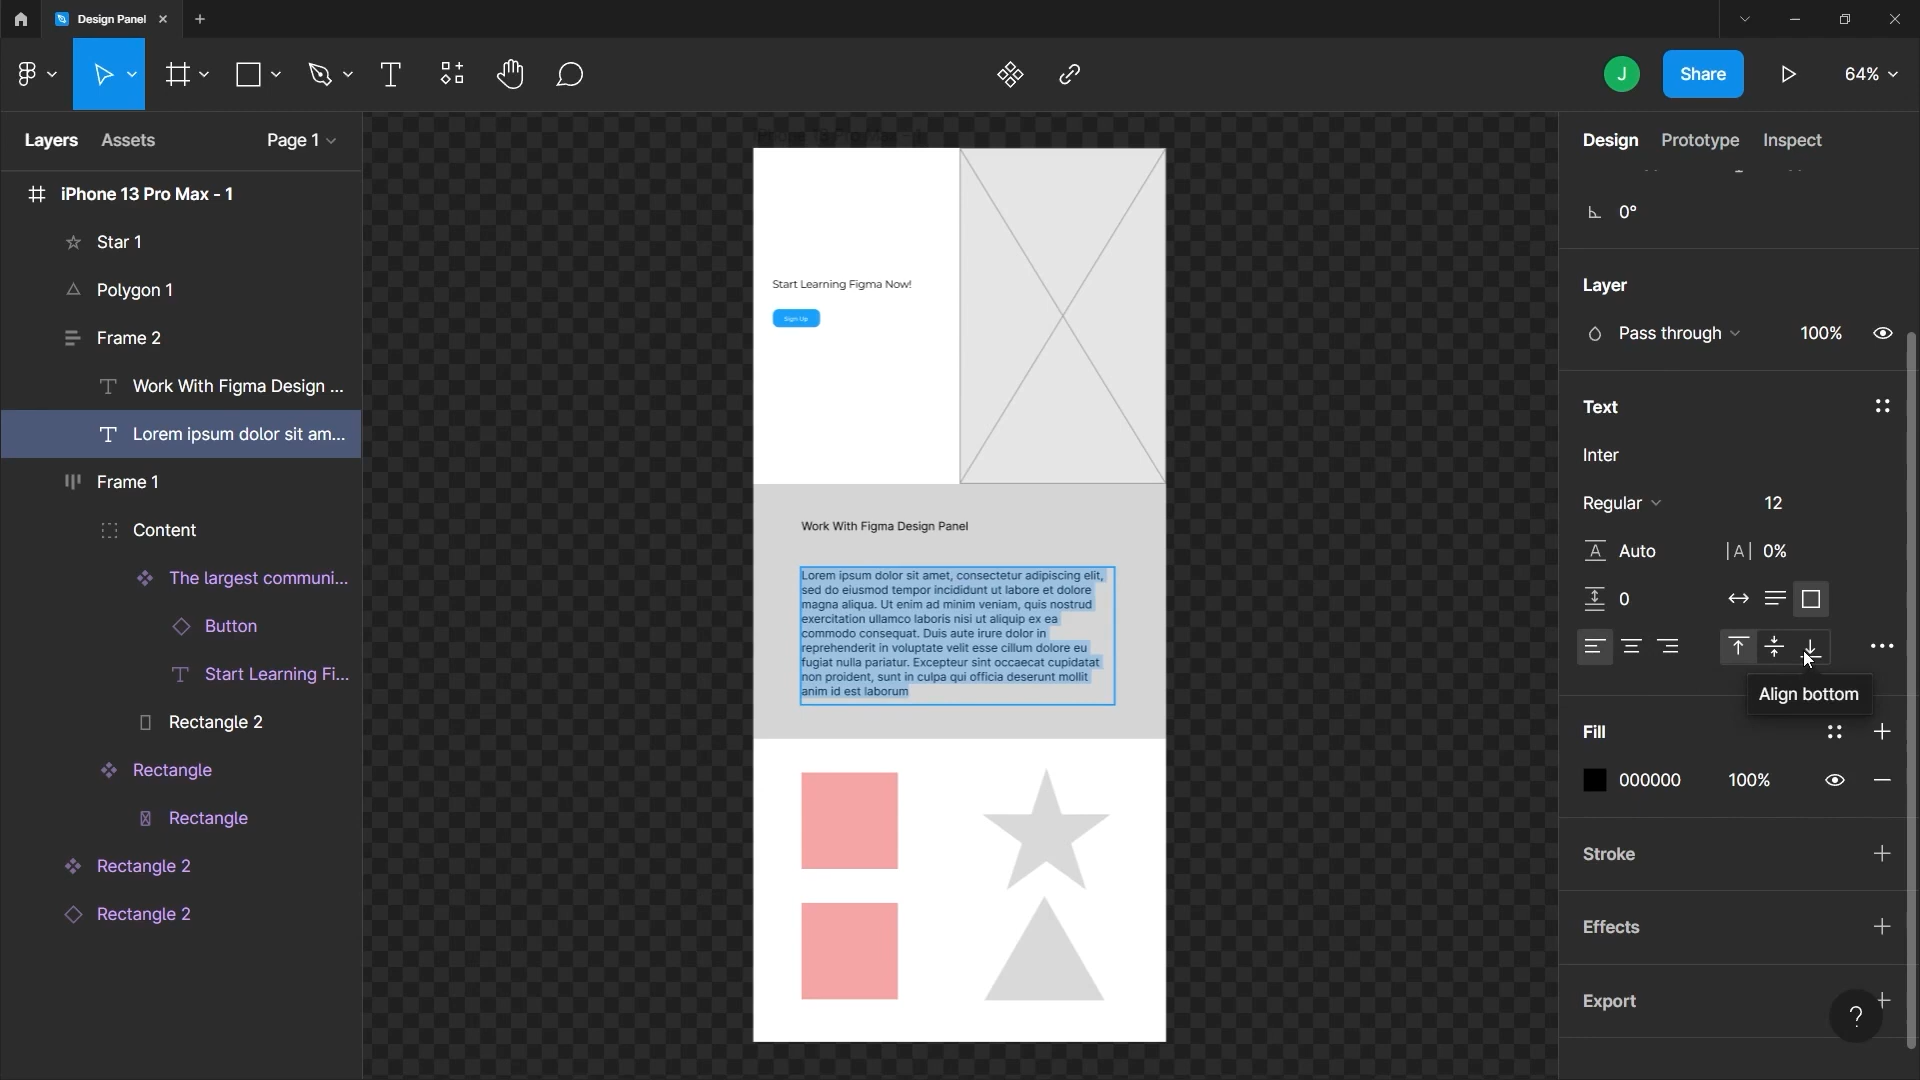 Design Panel
J
Share
64%
Layers
Assets
Page 1
Design
Prototype
Inspect
iPhone 13 Pro Max - 1
Star 1
Polygon 1
Frame 2
Work With Figma Design ...
Lorem ipsum dolor sit am...
Frame 1
Content
The largest communi...
Button
Start Learning Fi...
Rectangle 2
Rectangle
Rectangle
Rectangle 2
Rectangle 2
Start Learning Figma Now!
Sign Up
Work With Figma Design Panel
Lorem ipsum dolor sit amet, consectetur adipiscing elit,
sed do eiusmod tempor incididunt ut labore et dolore
magna aliqua. Ut enim ad minim veniam, quis nostrud
exercitation ullamco laboris nisi ut aliquip ex ea
commodo consequat. Duis aute irure dolor in
reprehenderit in voluptate velit esse cillum dolore eu
fugiat nulla pariatur. Excepteur sint occaecat cupidatat
non proident, sunt in culpa qui officia deserunt mollit
anim id est laborum
0°
Layer
Pass through
100%
Text
Inter
Regular
12
Auto
|A| 0%
0
Align bottom
Fill
000000
100%
Stroke
Effects
Export
?